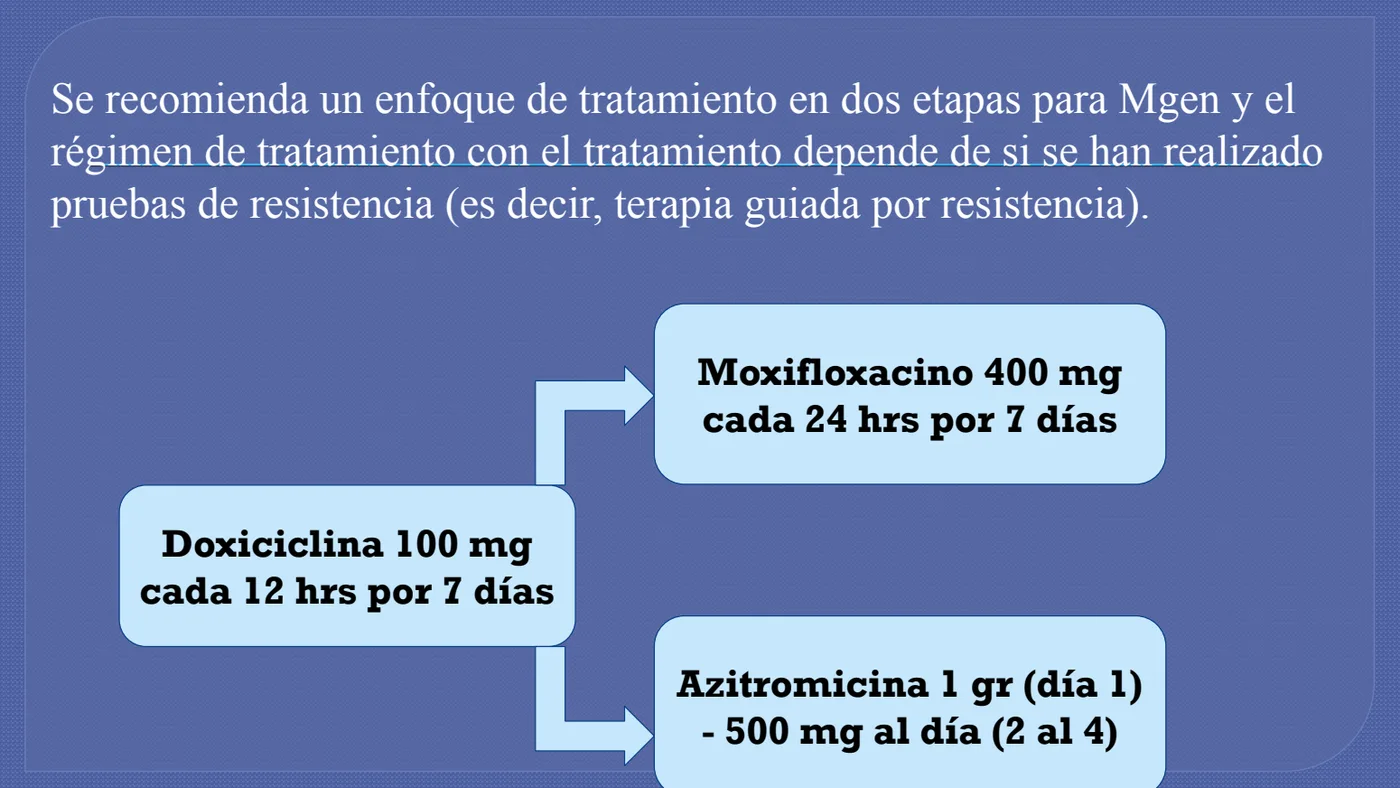 Se recomienda un enfoque de tratamiento en dos etapas para Mgen y el
régimen de tratamiento con el tratamiento depende de si se han realizado
pruebas de resistencia (es decir, terapia guiada por resistencia).
Moxifloxacino 400 mg
cada 24 hrs por 7 días
Doxiciclina 100 mg
cada 12 hrs por 7 días
Azitromicina 1 gr (día 1)
- 500 mg al día (2 al 4)